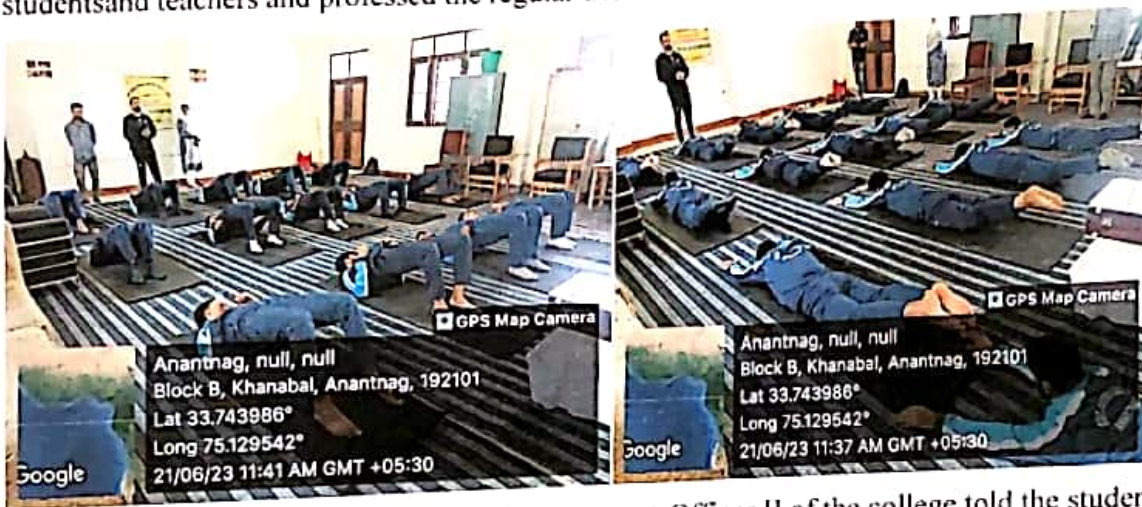 studentsand teachers and professed the regular
GPS Map Camera
Anantnag, null, null
Block B, Khanabal, Anantnag, 192101
Lat 33.743986°
Long 75.129542°
21/06/23 11:41 AM GMT +05:30
Google
GPS Map Camera
Anantnag, null, null
Block B, Khanabal, Anantnag, 192101
Lat 33.743986°
Long 75.129542°
21/06/23 11:37 AM GMT +05:30
Google
of the college told the studen